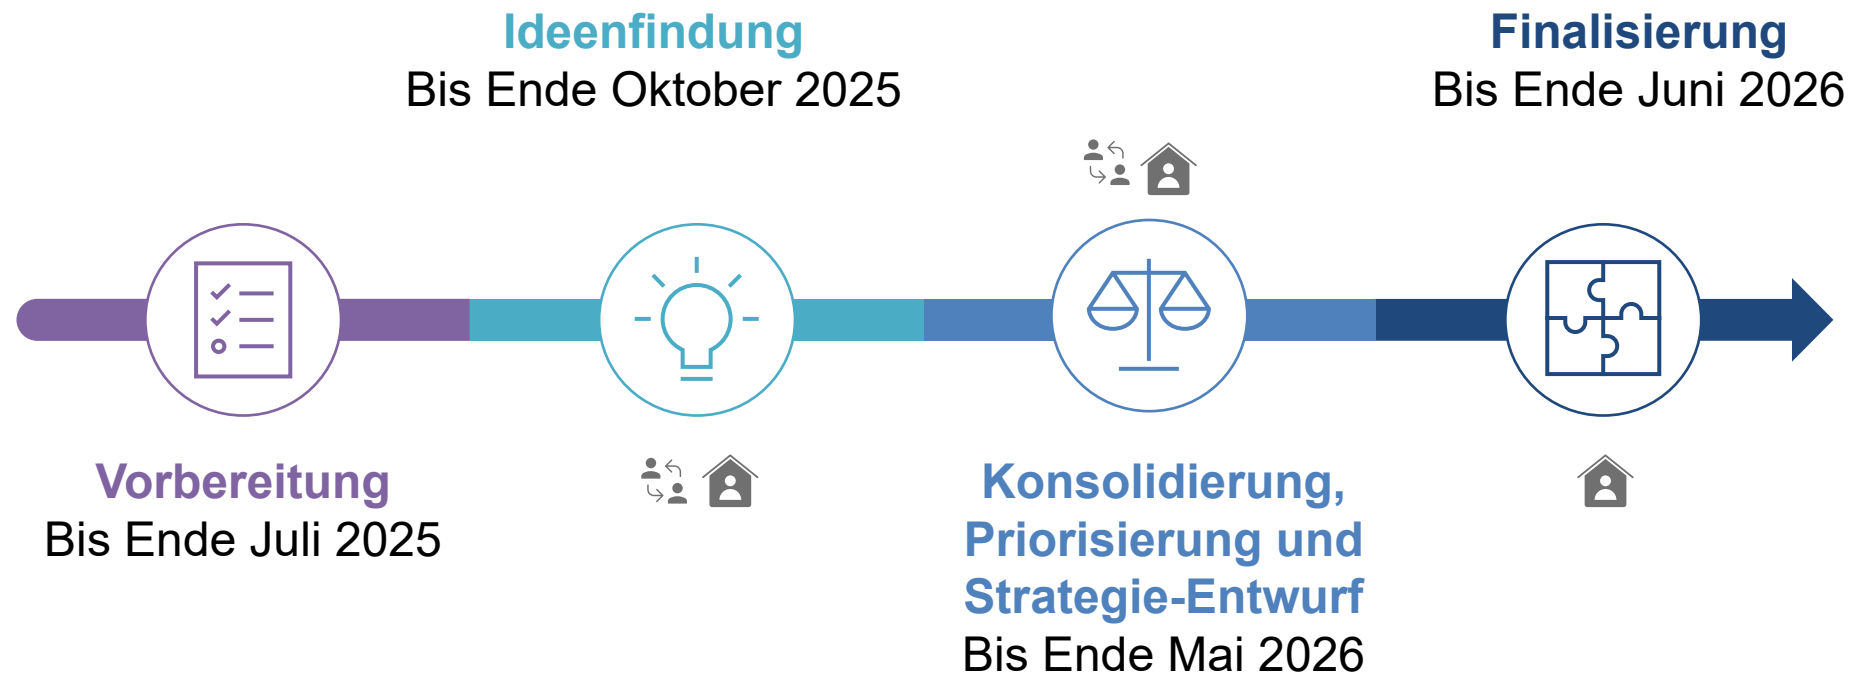 Ideenfindung
Bis Ende Oktober 2025
Finalisierung
Bis Ende Juni 2026
Vorbereitung
Bis Ende Juli 2025
Konsolidierung,
Priorisierung und
Strategie-Entwurf
Bis Ende Mai 2026